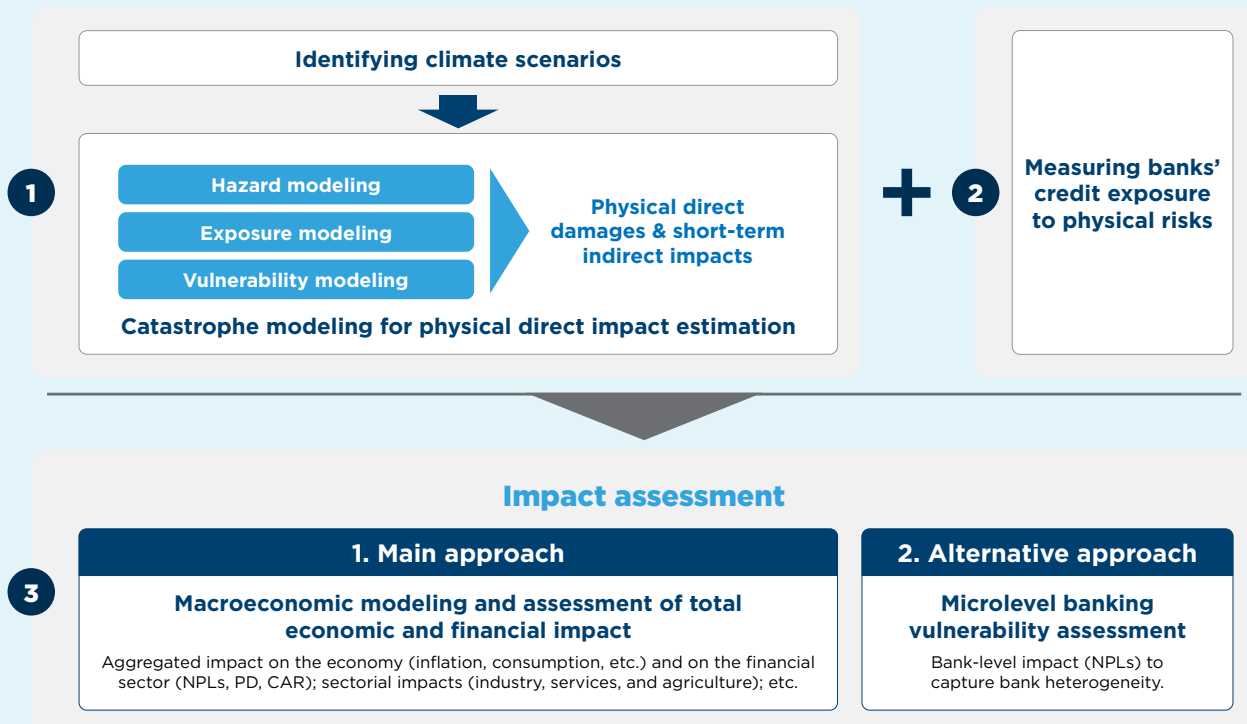 Identifying climate scenarios
1
Hazard modeling
Exposure modeling
Vulnerability modeling
Physical direct
damages & short-term
indirect impacts
Catastrophe modeling for physical direct impact estimation
+
2
Measuring banks'
credit exposure
to physical risks
Impact assessment
3
1. Main approach
Macroeconomic modeling and assessment of total
economic and financial impact
Aggregated impact on the economy (inflation, consumption, etc.) and on the financial
sector (NPLs, PD, CAR); sectorial impacts (industry, services, and agriculture); etc.
2. Alternative approach
Microlevel banking
vulnerability assessment
Bank-level impact (NPLs) to
capture bank heterogeneity.